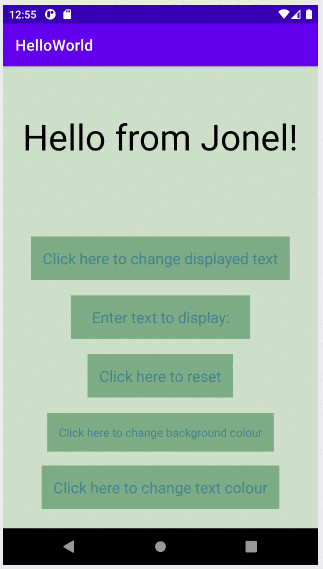 12:55
HelloWorld
Hello from Jonel!
Click here to change displayed text
Enter text to display:
Click here to reset
Click here to change background colour
Click here to change text colour